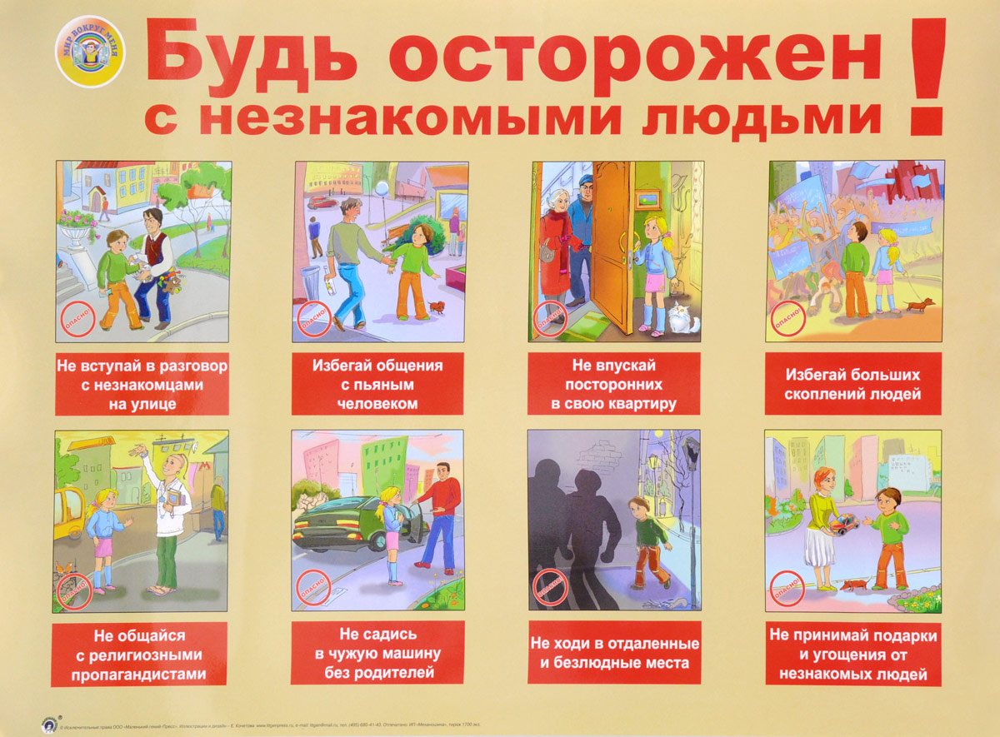 МИР ВОКРУГ МЕНЯ
Будь осторожен
с незнакомыми людьми!
ОПАСНО!
ОПАСНО!
ОПАСНО!
ОПАСНО!
Не вступай в разговор
с незнакомцами
на улице
Избегай общения
с пьяным
человеком
Не впускай
посторонних
в свою квартиру
Избегай больших
скоплений людей
ОПАСНО!
ОПАСНО!
ОПАСНО!
ОПАСНО!
Не общайся
с религиозными
пропагандистами
Не садись
в чужую машину
без родителей
Не ходи в отдаленные
и безлюдные места
Не принимай подарки
и угощения от
незнакомых людей
® © Исключительные права ООО «Маленький гений-Пресс». Иллюстрации и дизайн – Е. Конатова www.litgenpress.ru, e-mail: litgen@mail.ru, тел. (495) 680-41-43. Отпечатано: ИП «Механошин», тираж 1700 экз.